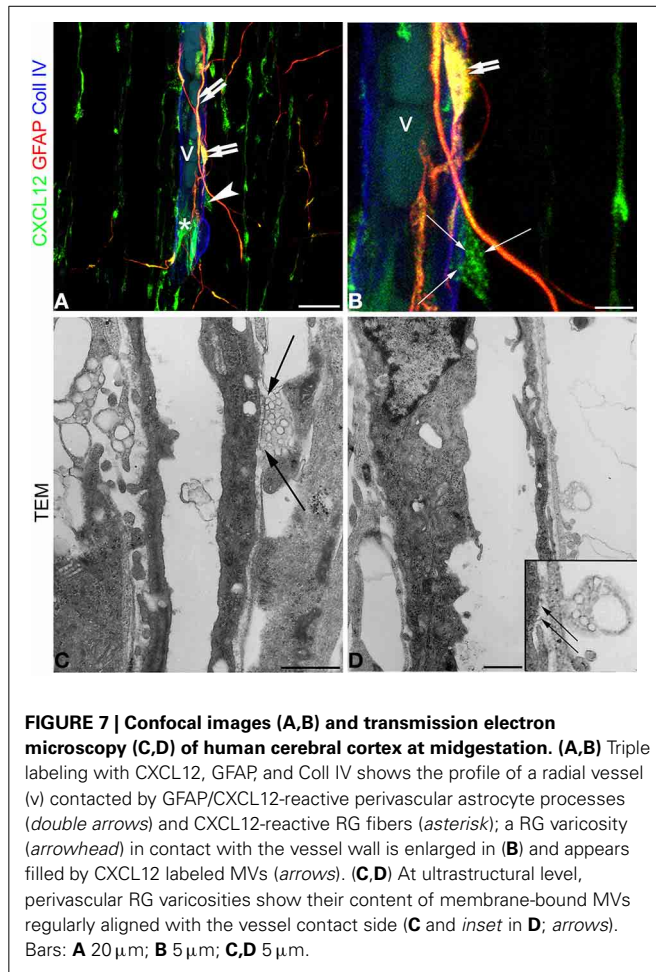 CXCL12 GFAP Coll IV
V
*
A
V
B
TEM
C
D
FIGURE 7 | Confocal images (A,B) and transmission electron
microscopy (C,D) of human cerebral cortex at midgestation. (A,B) Triple
labeling with CXCL12, GFAP, and Coll IV shows the profile of a radial vessel
(v) contacted by GFAP/CXCL12-reactive perivascular astrocyte processes
(double arrows) and CXCL12-reactive RG fibers (asterisk); a RG varicosity
(arrowhead) in contact with the vessel wall is enlarged in (B) and appears
filled by CXCL12 labeled MVs (arrows). (C,D) At ultrastructural level,
perivascular RG varicosities show their content of membrane-bound MVs
regularly aligned with the vessel contact side (C and inset in D; arrows).
Bars: A 20 μm; B 5 μm; C,D 5 μm.